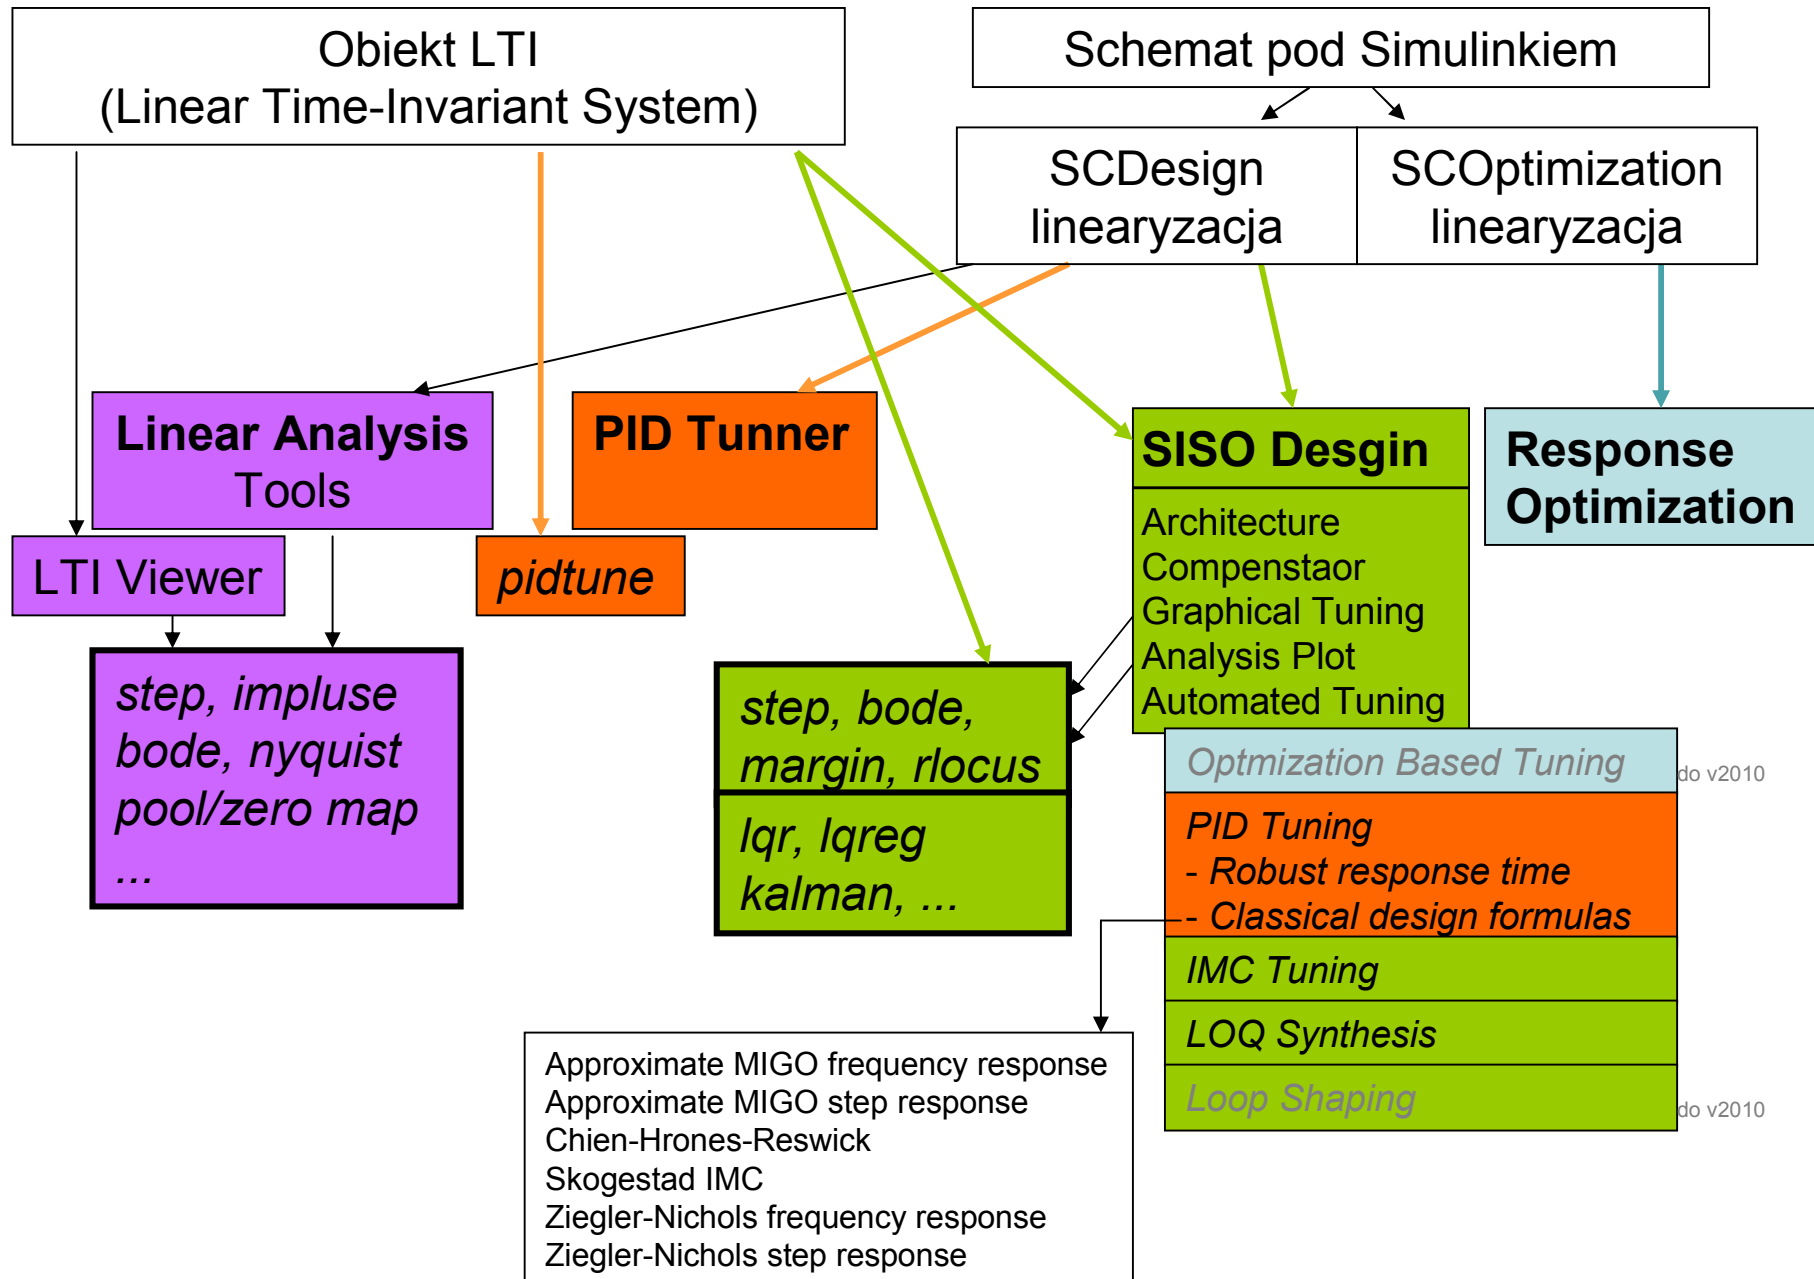 Obiekt LTI
(Linear Time-Invariant System)
Schemat pod Simulinkiem
SCDesign
linearyzacja
SCOptimization
linearyzacja
Linear Analysis
Tools
PID Tunner
SISO Desgin
Response
Optimization
LTI Viewer
pidtune
Architecture
Compenstaor
Graphical Tuning
Analysis Plot
Automated Tuning
step, impluse
bode, nyquist
pool/zero map
...
step, bode,
margin, rlocus
lqr, lqreg
kalman, ...
Optmization Based Tuning
do v2010
PID Tuning
- Robust response time
- Classical design formulas
IMC Tuning
LOQ Synthesis
Loop Shaping
do v2010
Approximate MIGO frequency response
Approximate MIGO step response
Chien-Hrones-Reswick
Skogestad IMC
Ziegler-Nichols frequency response
Ziegler-Nichols step response